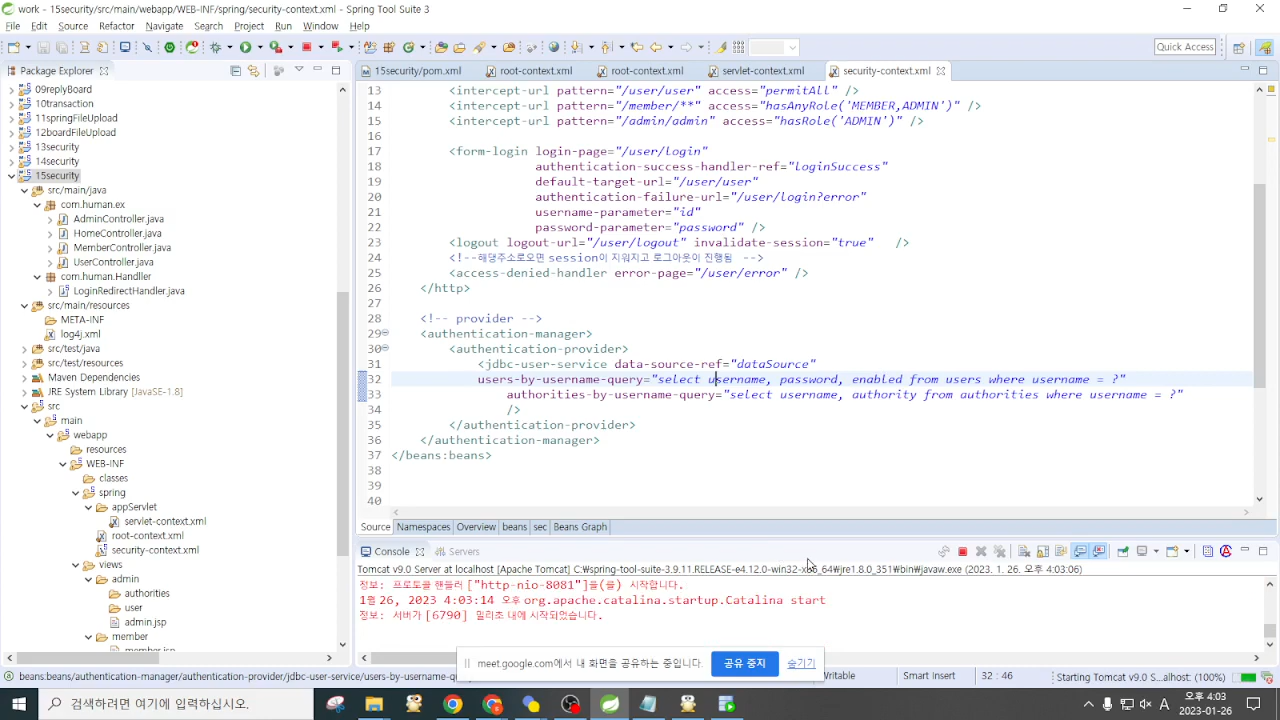 work - 15security/src/main/webapp/WEB-INF/spring/security-context.xml - Spring Tool Suite 3
File Edit Source Refactor Navigate Search Project Run Window Help
Quick Access
Package Explorer
09replyBoard
10transaction
11springFileUpload
12boardFileUpload
13security
14security
15security
src/main/java
com.human.ex
AdminController.java
HomeController.java
MemberController.java
UserController.java
com.human.Handller
LoginRedirectHandler.java
src/main/resources
META-INF
log4j.xml
src/test/java
src/test/resources
Maven Dependencies
JRE System Library [JavaSE-1.8]
src
main
webapp
resources
WEB-INF
classes
spring
appServlet
servlet-context.xml
root-context.xml
security-context.xml
views
admin
authorities
user
admin.jsp
member
15security/pom.xml root-context.xml root-context.xml servlet-context.xml security-context.xml
13 <intercept-url pattern="/user/user" access="permitAll" />
14 <intercept-url pattern="/member/**" access="hasAnyRole('MEMBER,ADMIN')" />
15 <intercept-url pattern="/admin/admin" access="hasRole('ADMIN')" />
16
17 <form-login login-page="/user/login"
18 authentication-success-handler-ref="loginSuccess"
19 default-target-url="/user/user"
20 authentication-failure-url="/user/login?error"
21 username-parameter="id"
22 password-parameter="password" />
23 <logout logout-url="/user/logout" invalidate-session="true" />
24 <!--해당주소로오면 session이 지워지고 로그아웃이 진행됨 -->
25 <access-denied-handler error-page="/user/error" />
26 </http>
27
28 <!-- provider -->
29 <authentication-manager>
30 <authentication-provider>
31 <jdbc-user-service data-source-ref="dataSource"
32 users-by-username-query="select username, password, enabled from users where username = ?"
33 authorities-by-username-query="select username, authority from authorities where username = ?"
34 />
35 </authentication-provider>
36 </authentication-manager>
37 </beans:beans>
38
39
40
Source Namespaces Overview beans sec Beans Graph
Console Servers
Tomcat v9.0 Server at localhost [Apache Tomcat] C:₩spring-tool-suite-3.9.11.RELEASE-e4.12.0-win32-x86_64₩jre1.8.0_351₩bin₩javaw.exe (2023. 1. 26. 오후 4:03:06)
정보: 프로토콜 핸들러 ["http-nio-8081"]을(를) 시작합니다.
1월 26, 2023 4:03:14 오후 org.apache.catalina.startup.Catalina start
정보: 서버가 [6790] 밀리초 내에 시작되었습니다.
meet.google.com에서 내 화면을 공유하는 중입니다. 공유 중지 숨기기
beans:beans/authentication-manager/authentication-provider/jdbc-user-service/users-by-username-qu
Writable Smart Insert 32 : 46 Starting Tomcat v9.0 S...lhost: (100%)
검색하려면 여기에 입력하십시오.
A
오후 4:03
2023-01-26